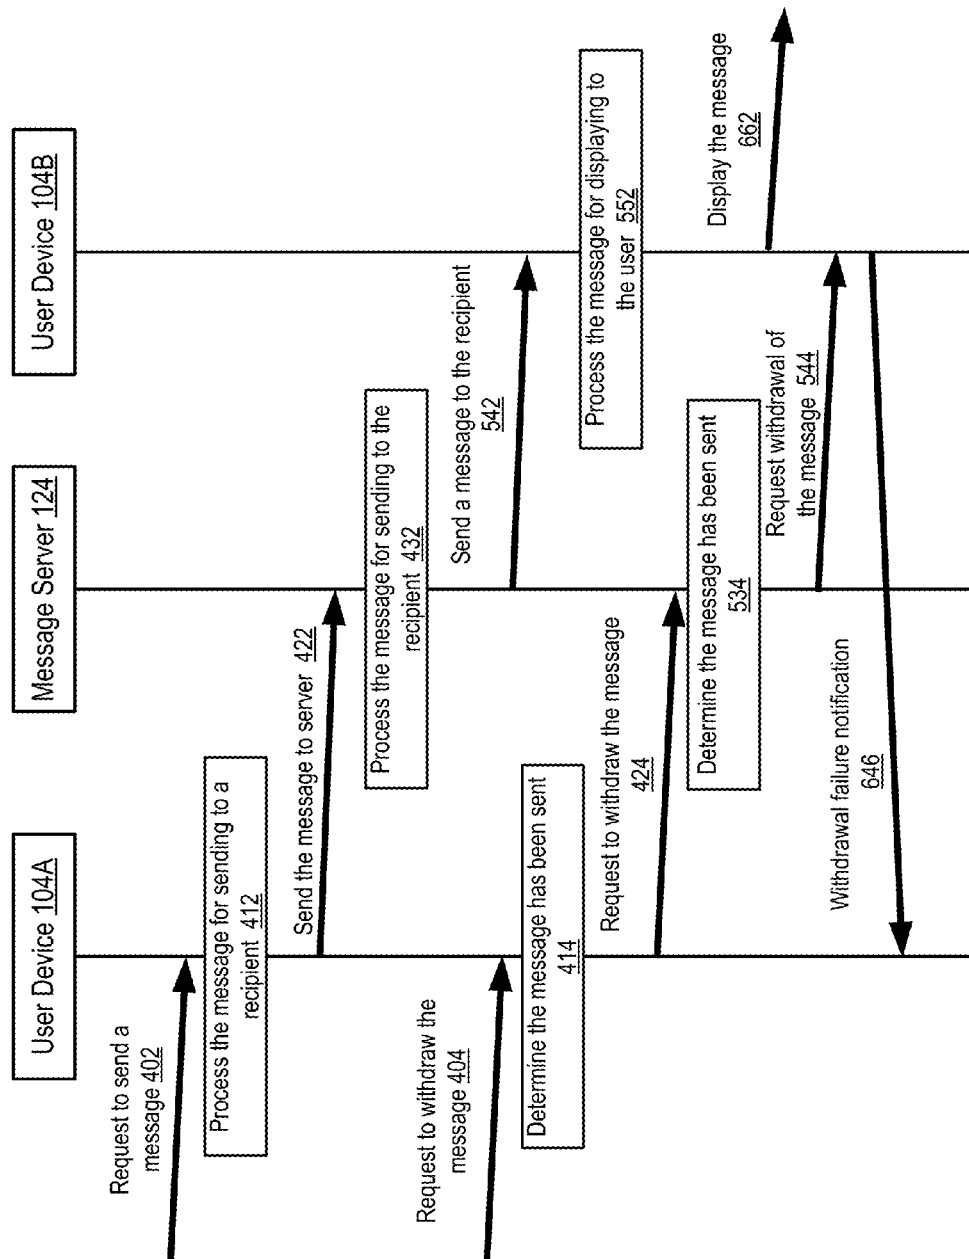 User Device 104A
Message Server 124
User Device 104B
Request to send a
message 402
Process the message for sending to a
recipient 412
Send the message to server 422
Process the message for sending to the
recipient 432
Request to withdraw the
message 404
Send a message to the recipient
542
Determine the message has been sent
414
Process the message for displaying to
the user 552
Request to withdraw the message
424
Determine the message has been sent
534
Display the message
662
Request withdrawal of
the message 544
Withdrawal failure notification
646